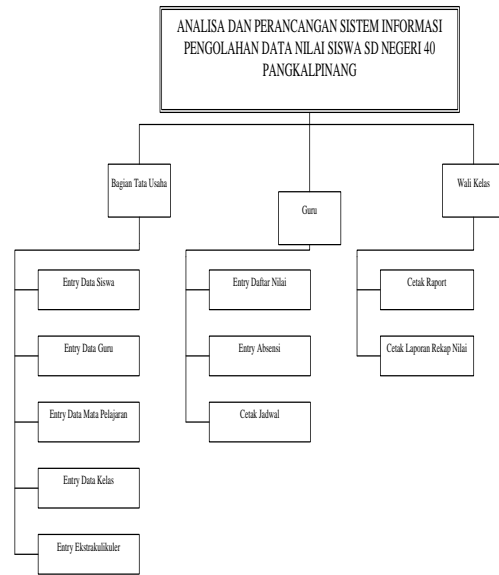 ANALISA DAN PERANCANGAN SISTEM INFORMASI
PENGOLAHAN DATA NILAI SISWA SD NEGERI 40
PANGKALPINANG
Bagian Tata Usaha
Guru
Wali Kelas
Entry Data Siswa
Entry Data Guru
Entry Data Mata Pelajaran
Entry Data Kelas
Entry Ekstrakulikuler
Entry Daftar Nilai
Entry Absensi
Cetak Jadwal
Cetak Raport
Cetak Laporan Rekap Nilai